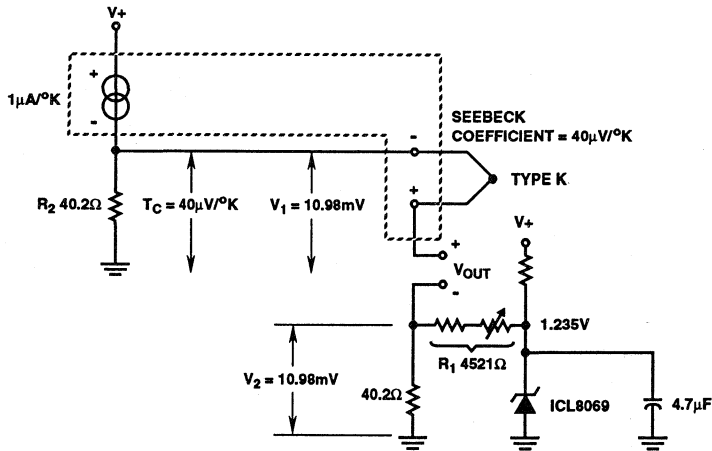 V+
+
1µA/°K
-
SEEBECK
COEFFICIENT = 40µV/°K
-
TYPE K
R2 40.2Ω
TC = 40µV/°K
V1 = 10.98mV
+
V+
+
VOUT
-
1.235V
R1 4521Ω
V2 = 10.98mV
40.2Ω
ICL8069
4.7µF